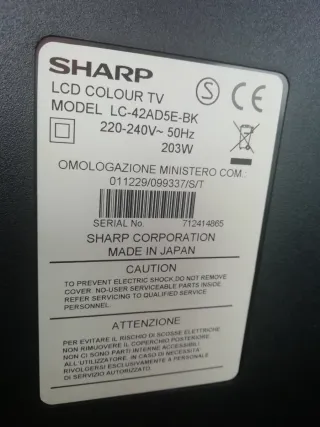 SHARP
LCD COLOUR TV
MODEL LC-42AD5E-BK
220-240V~ 50Hz
203W
S
CE
OMOLOGAZIONE MINISTERO COM.:
011229/099337/S/T
SERIAL No. 712414865
SHARP CORPORATION
MADE IN JAPAN
CAUTION
TO PREVENT ELECTRIC SHOCK,DO NOT REMOVE
COVER. NO-USER SERVICEABLE PARTS INSIDE.
REFER SERVICING TO QUALIFIED SERVICE
PERSONNEL.
ATTENZIONE
PER EVITARE IL RISCHIO DI SCOSSE ELETTRICHE
NON RIMUOVERE IL COPERCHIO POSTERIORE.
NON CI SONO PARTI INTERNE ACCESSIBILI
ALL' UTILIZZATORE. IN CASO DI NECESSITA'
RIVOLGERSI ESCLUSIVAMENTE A PERSONALE
DI SERVIZIO AUTORIZZATO.